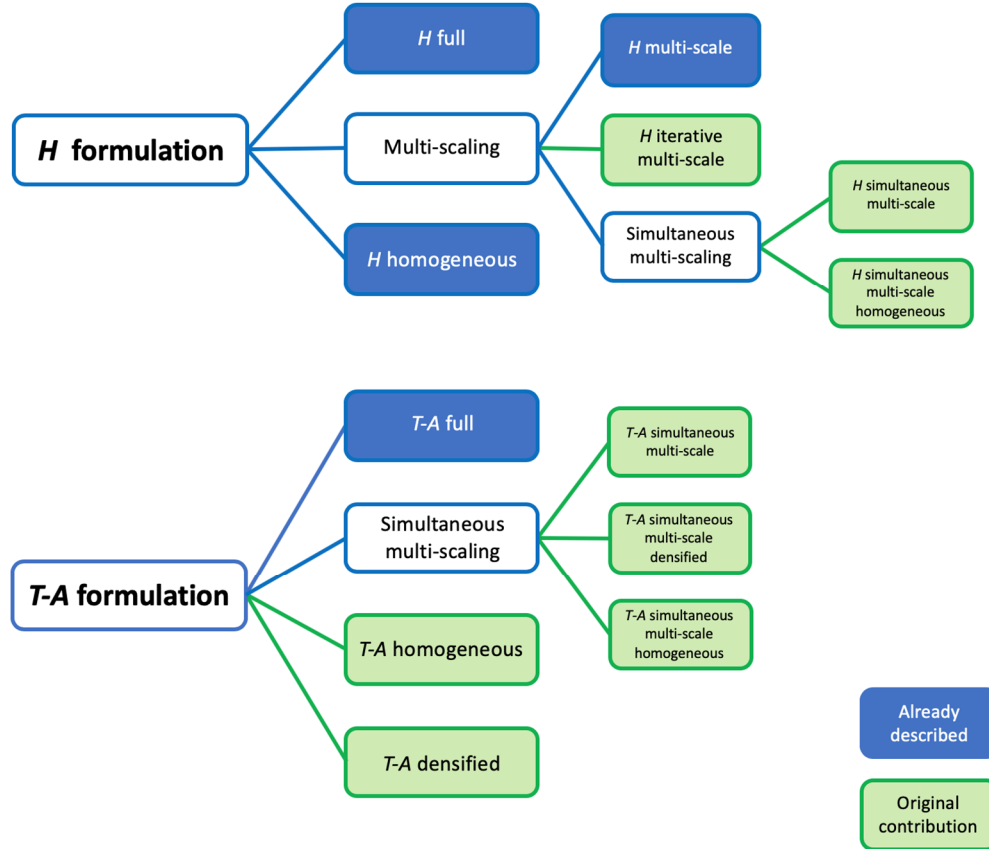 H full
H multi-scale
H formulation
Multi-scaling
H iterative
multi-scale
H simultaneous
multi-scale
H homogeneous
Simultaneous
multi-scaling
H simultaneous
multi-scale
homogeneous
T-A full
T-A simultaneous
multi-scale
Simultaneous
multi-scaling
T-A simultaneous
multi-scale
densified
T-A formulation
T-A homogeneous
T-A simultaneous
multi-scale
homogeneous
T-A densified
Already
described
Original
contribution